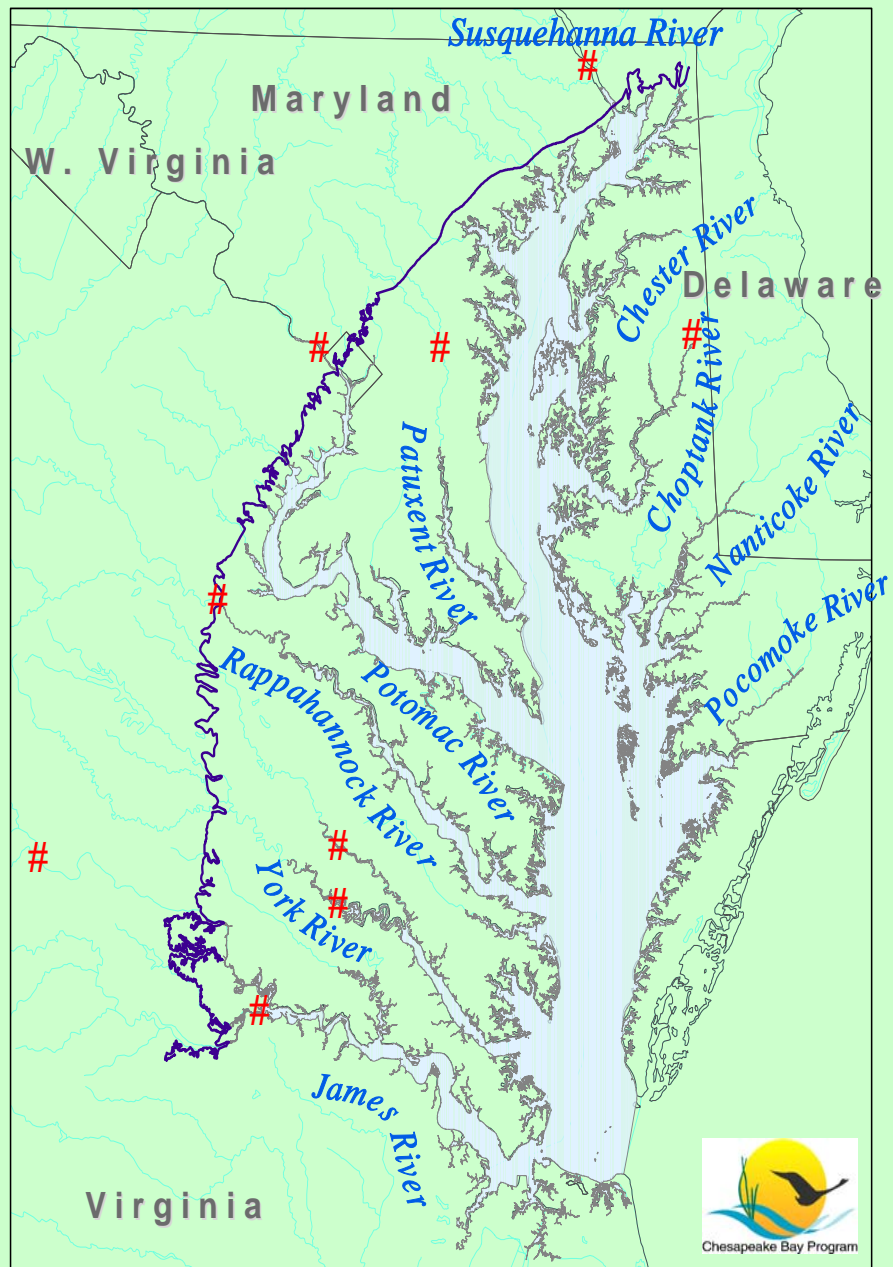 Susquehanna River
#
Maryland
W. Virginia
Chester River
Delaware
#
#
#
Choptank River
Patuxent River
Nanticoke River
#
Pocomoke River
Rappahannock River
Potomac River
#
#
York River
#
#
James River
Virginia
Chesapeake Bay Program